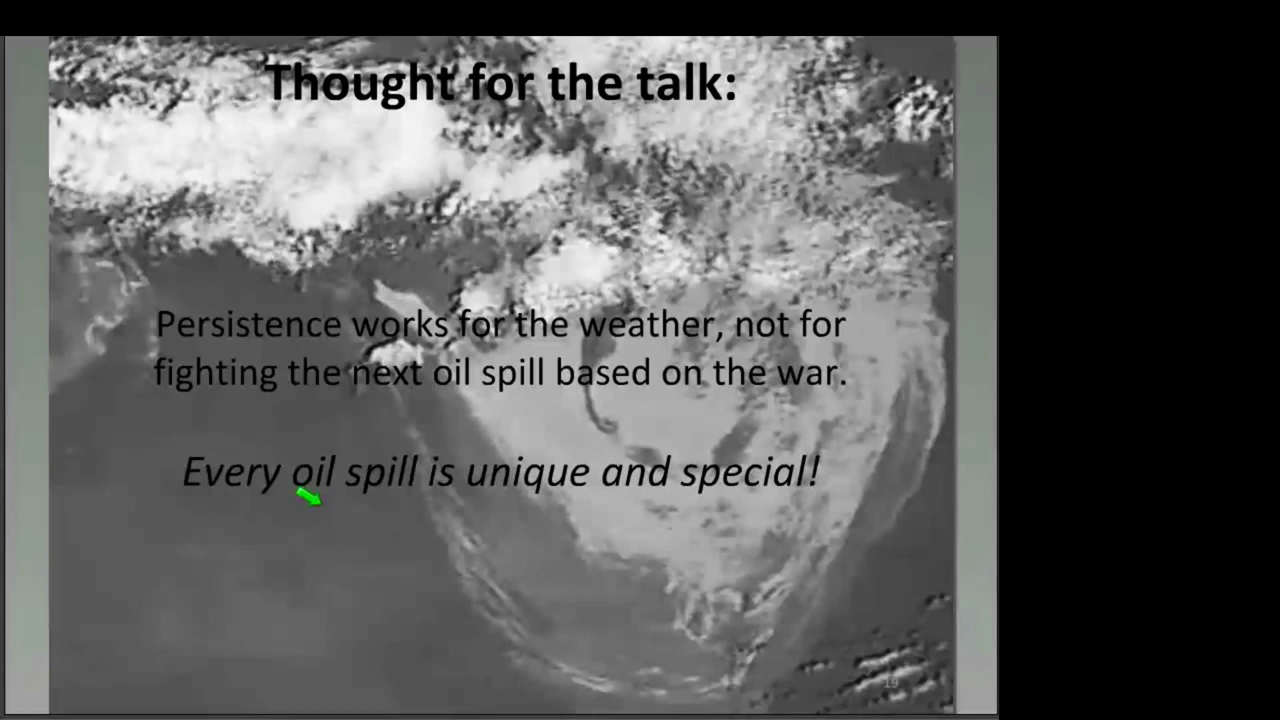 Thought for the talk:
Persistence works for the weather, not for
fighting the next oil spill based on the war.
Every oil spill is unique and special!
19